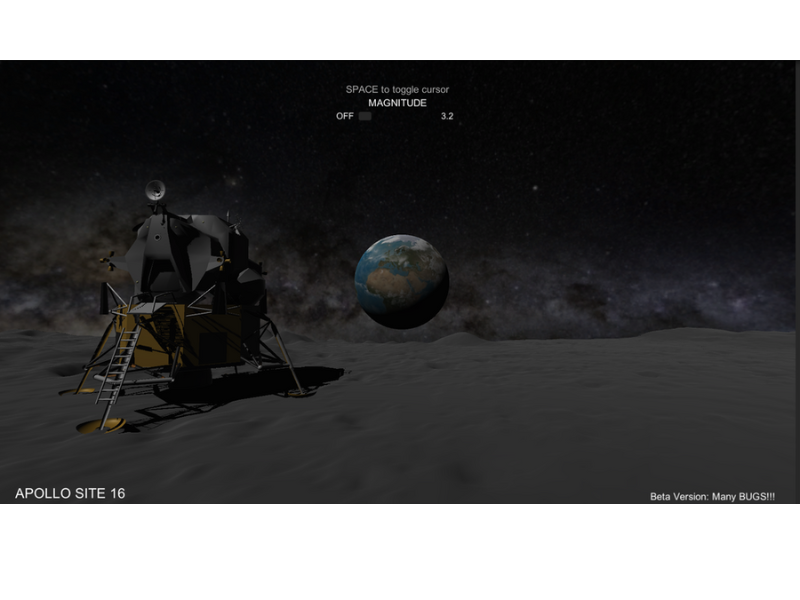 SPACE to toggle cursor
MAGNITUDE
OFF 3.2
APOLLO SITE 16
Beta Version: Many BUGS!!!